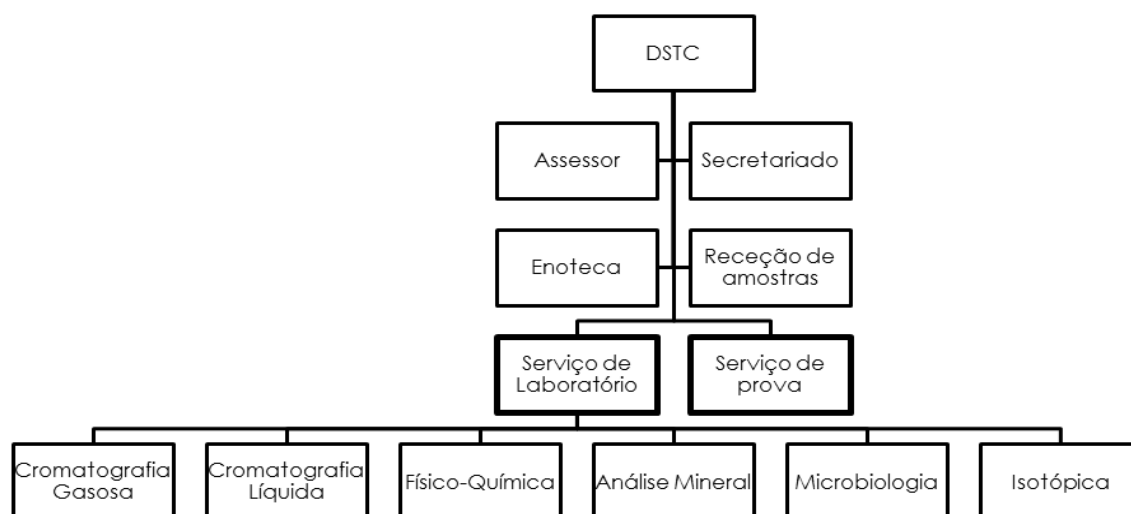 DSTC
Assessor
Secretariado
Enoteca
Receção de
amostras
Serviço de
Laboratório
Serviço de
prova
Cromatografia
Gasosa
Cromatografia
Líquida
Físico-Química
Análise Mineral
Microbiologia
Isotópica